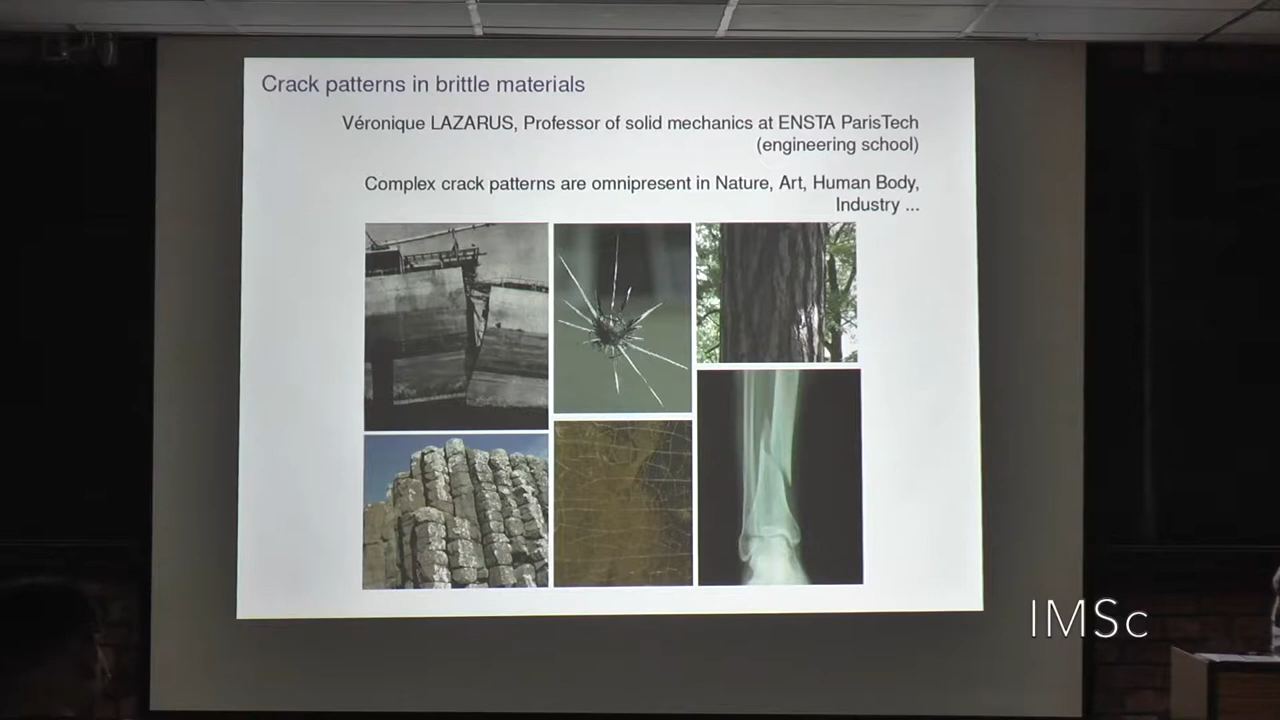 Crack patterns in brittle materials
Véronique LAZARUS, Professor of solid mechanics at ENSTA ParisTech
(engineering school)
Complex crack patterns are omnipresent in Nature, Art, Human Body,
Industry ...
IMSc